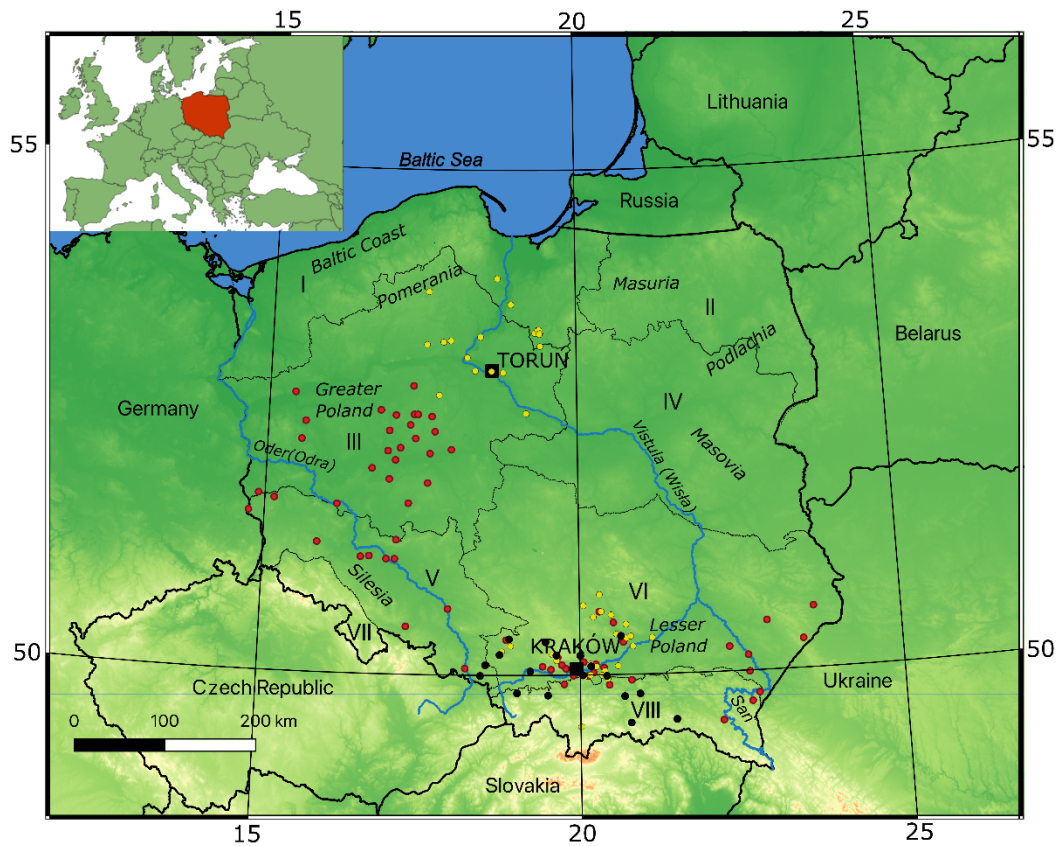 15
20
25
Lithuania
55
55
Baltic Sea
Russia
Baltic Coast
I
Pomerania
Masuria
II
Belarus
Podlachia
TORUN
Greater
Poland
Germany
IV
III
Masovia
Oder(Odra)
Vistula (Wisła)
V
VI
Silesia
VII
KRAKÓW
Lesser
Poland
50
50
Czech Republic
Ukraine
San
VIII
0
100
200 km
Slovakia
15
20
25